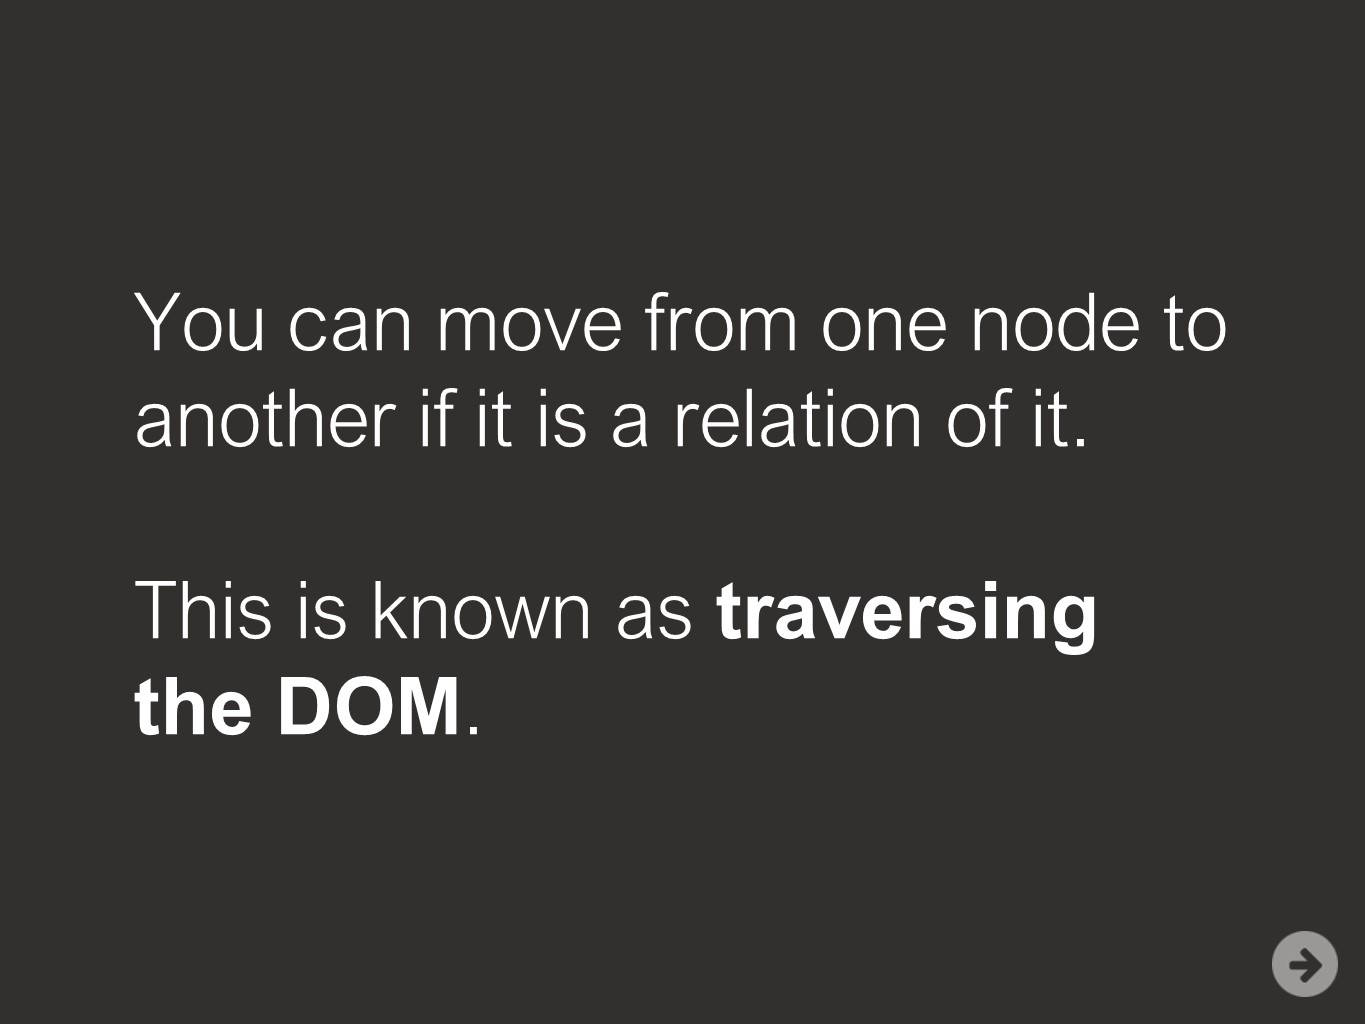 You can move from one node to
another if it is a relation of it.
This is known as traversing
the DOM.